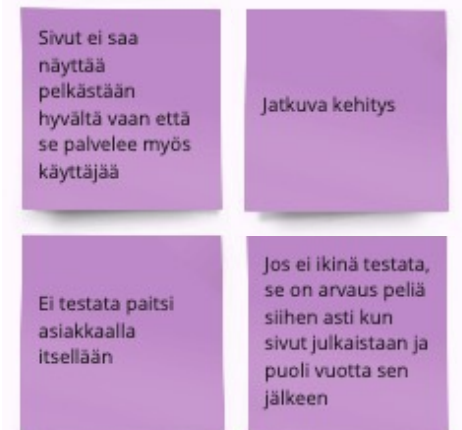 Sivut ei saa
näyttää
pelkästään
hyvältä vaan että
se palvelee myös
käyttäjää
Jatkuva kehitys
Ei testata paitsi
asiakkaalla
itsellään
Jos ei ikinä testata,
se on arvaus peliä
siihen asti kun
sivut julkaistaan ja
puoli vuotta sen
jälkeen